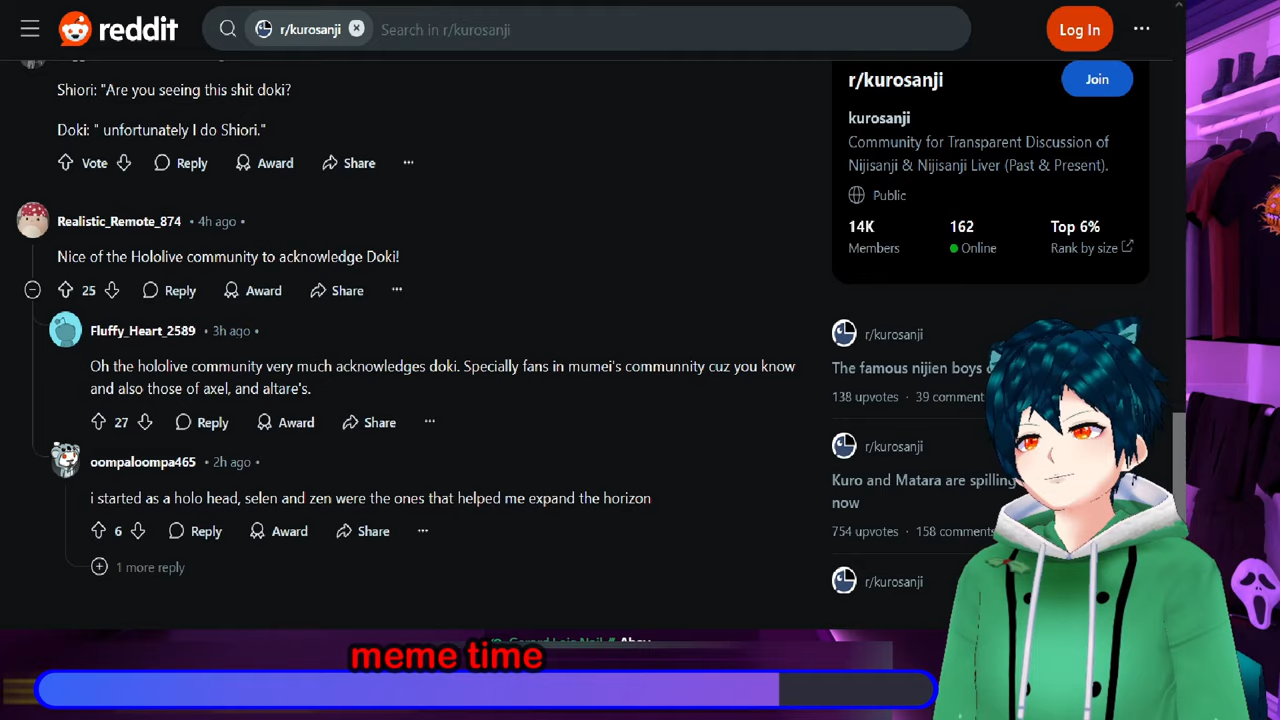 reddit
r/kurosanji
Search in r/kurosanji
Log In
Shiori: "Are you seeing this shit doki?
Doki: " unfortunately I do Shiori."
Vote
Reply
Award
Share
Realistic_Remote_874 • 4h ago •
Nice of the Hololive community to acknowledge Doki!
25
Reply
Award
Share
Fluffy_Heart_2589 • 3h ago •
Oh the hololive community very much acknowledges doki. Specially fans in mumei's communnity cuz you know
and also those of axel, and altare's.
27
Reply
Award
Share
oompaloompa465 • 2h ago •
i started as a holo head, selen and zen were the ones that helped me expand the horizon
6
Reply
Award
Share
1 more reply
r/kurosanji
Join
kurosanji
Community for Transparent Discussion of
Nijisanji & Nijisanji Liver (Past & Present).
Public
14K
162
Top 6%
Members
Online
Rank by size
r/kurosanji
The famous nijien boys
138 upvotes • 39 comment
r/kurosanji
Kuro and Matara are spilling
now
754 upvotes • 158 comments
r/kurosanji
meme time